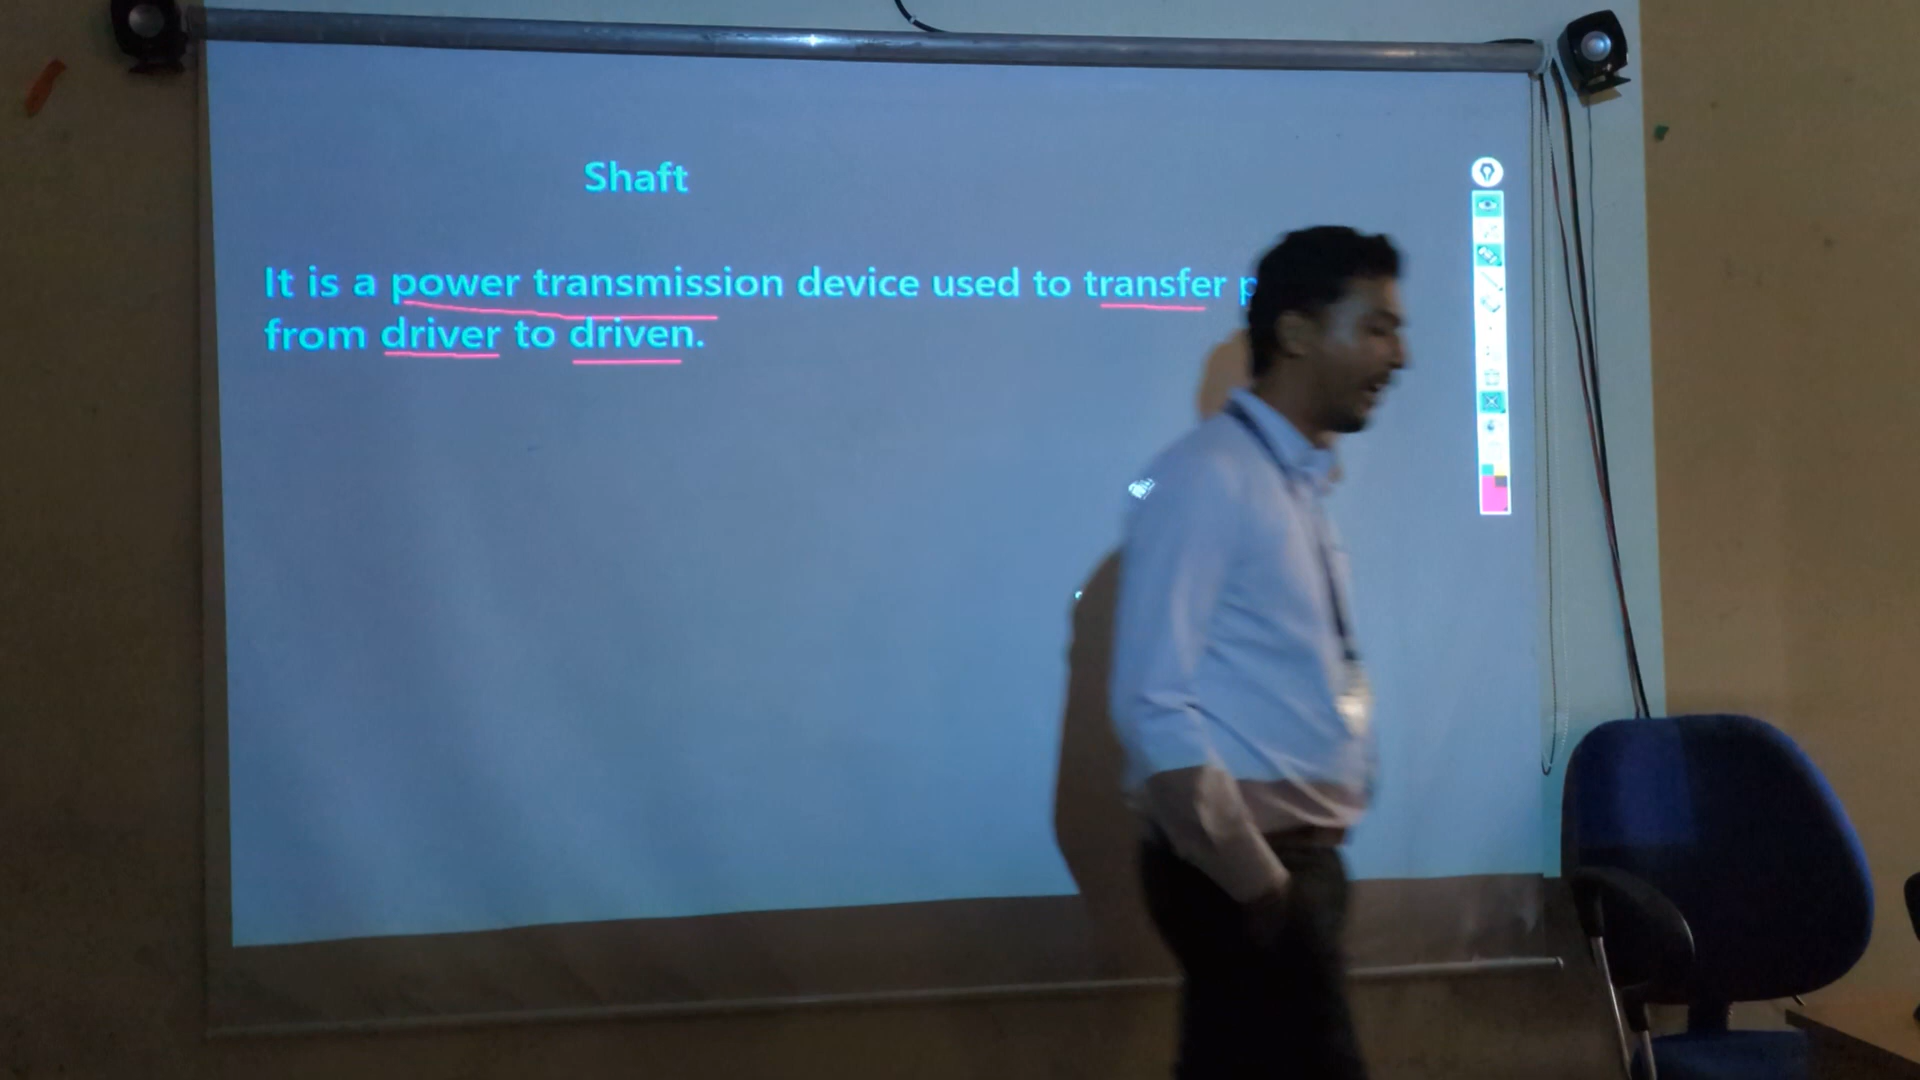 Shaft
It is a power transmission device used to transfer
from driver to driven.